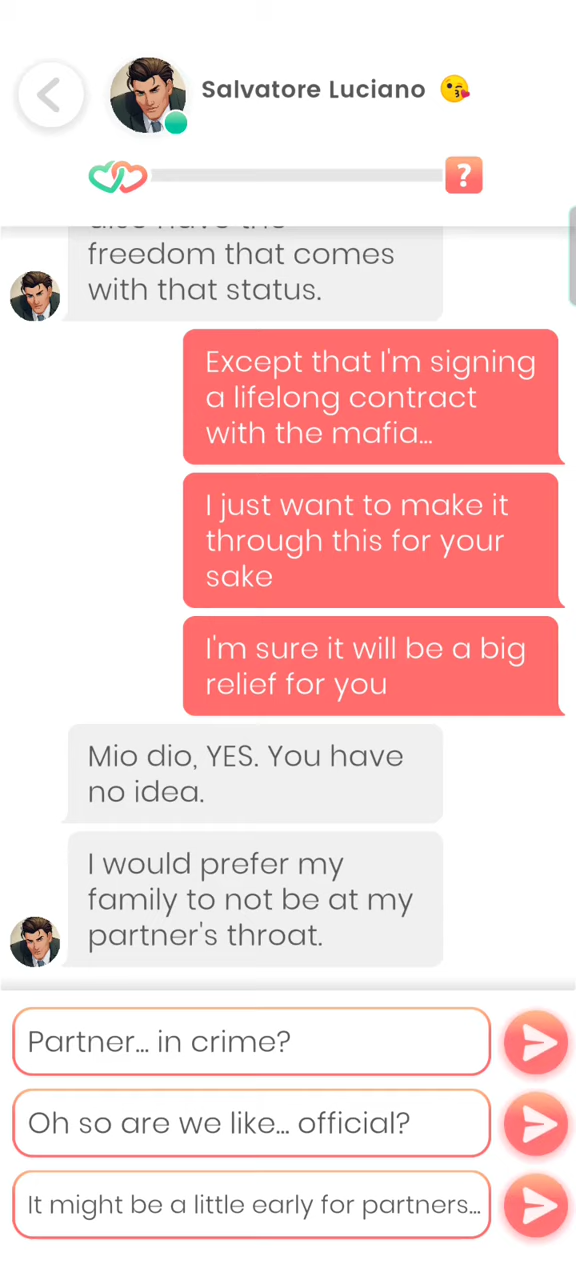 Salvatore Luciano 😘
?
freedom that comes
with that status.
Except that I'm signing
a lifelong contract
with the mafia...
I just want to make it
through this for your
sake
I'm sure it will be a big
relief for you
Mio dio, YES. You have
no idea.
I would prefer my
family to not be at my
partner's throat.
Partner... in crime?
Oh so are we like... official?
It might be a little early for partners...